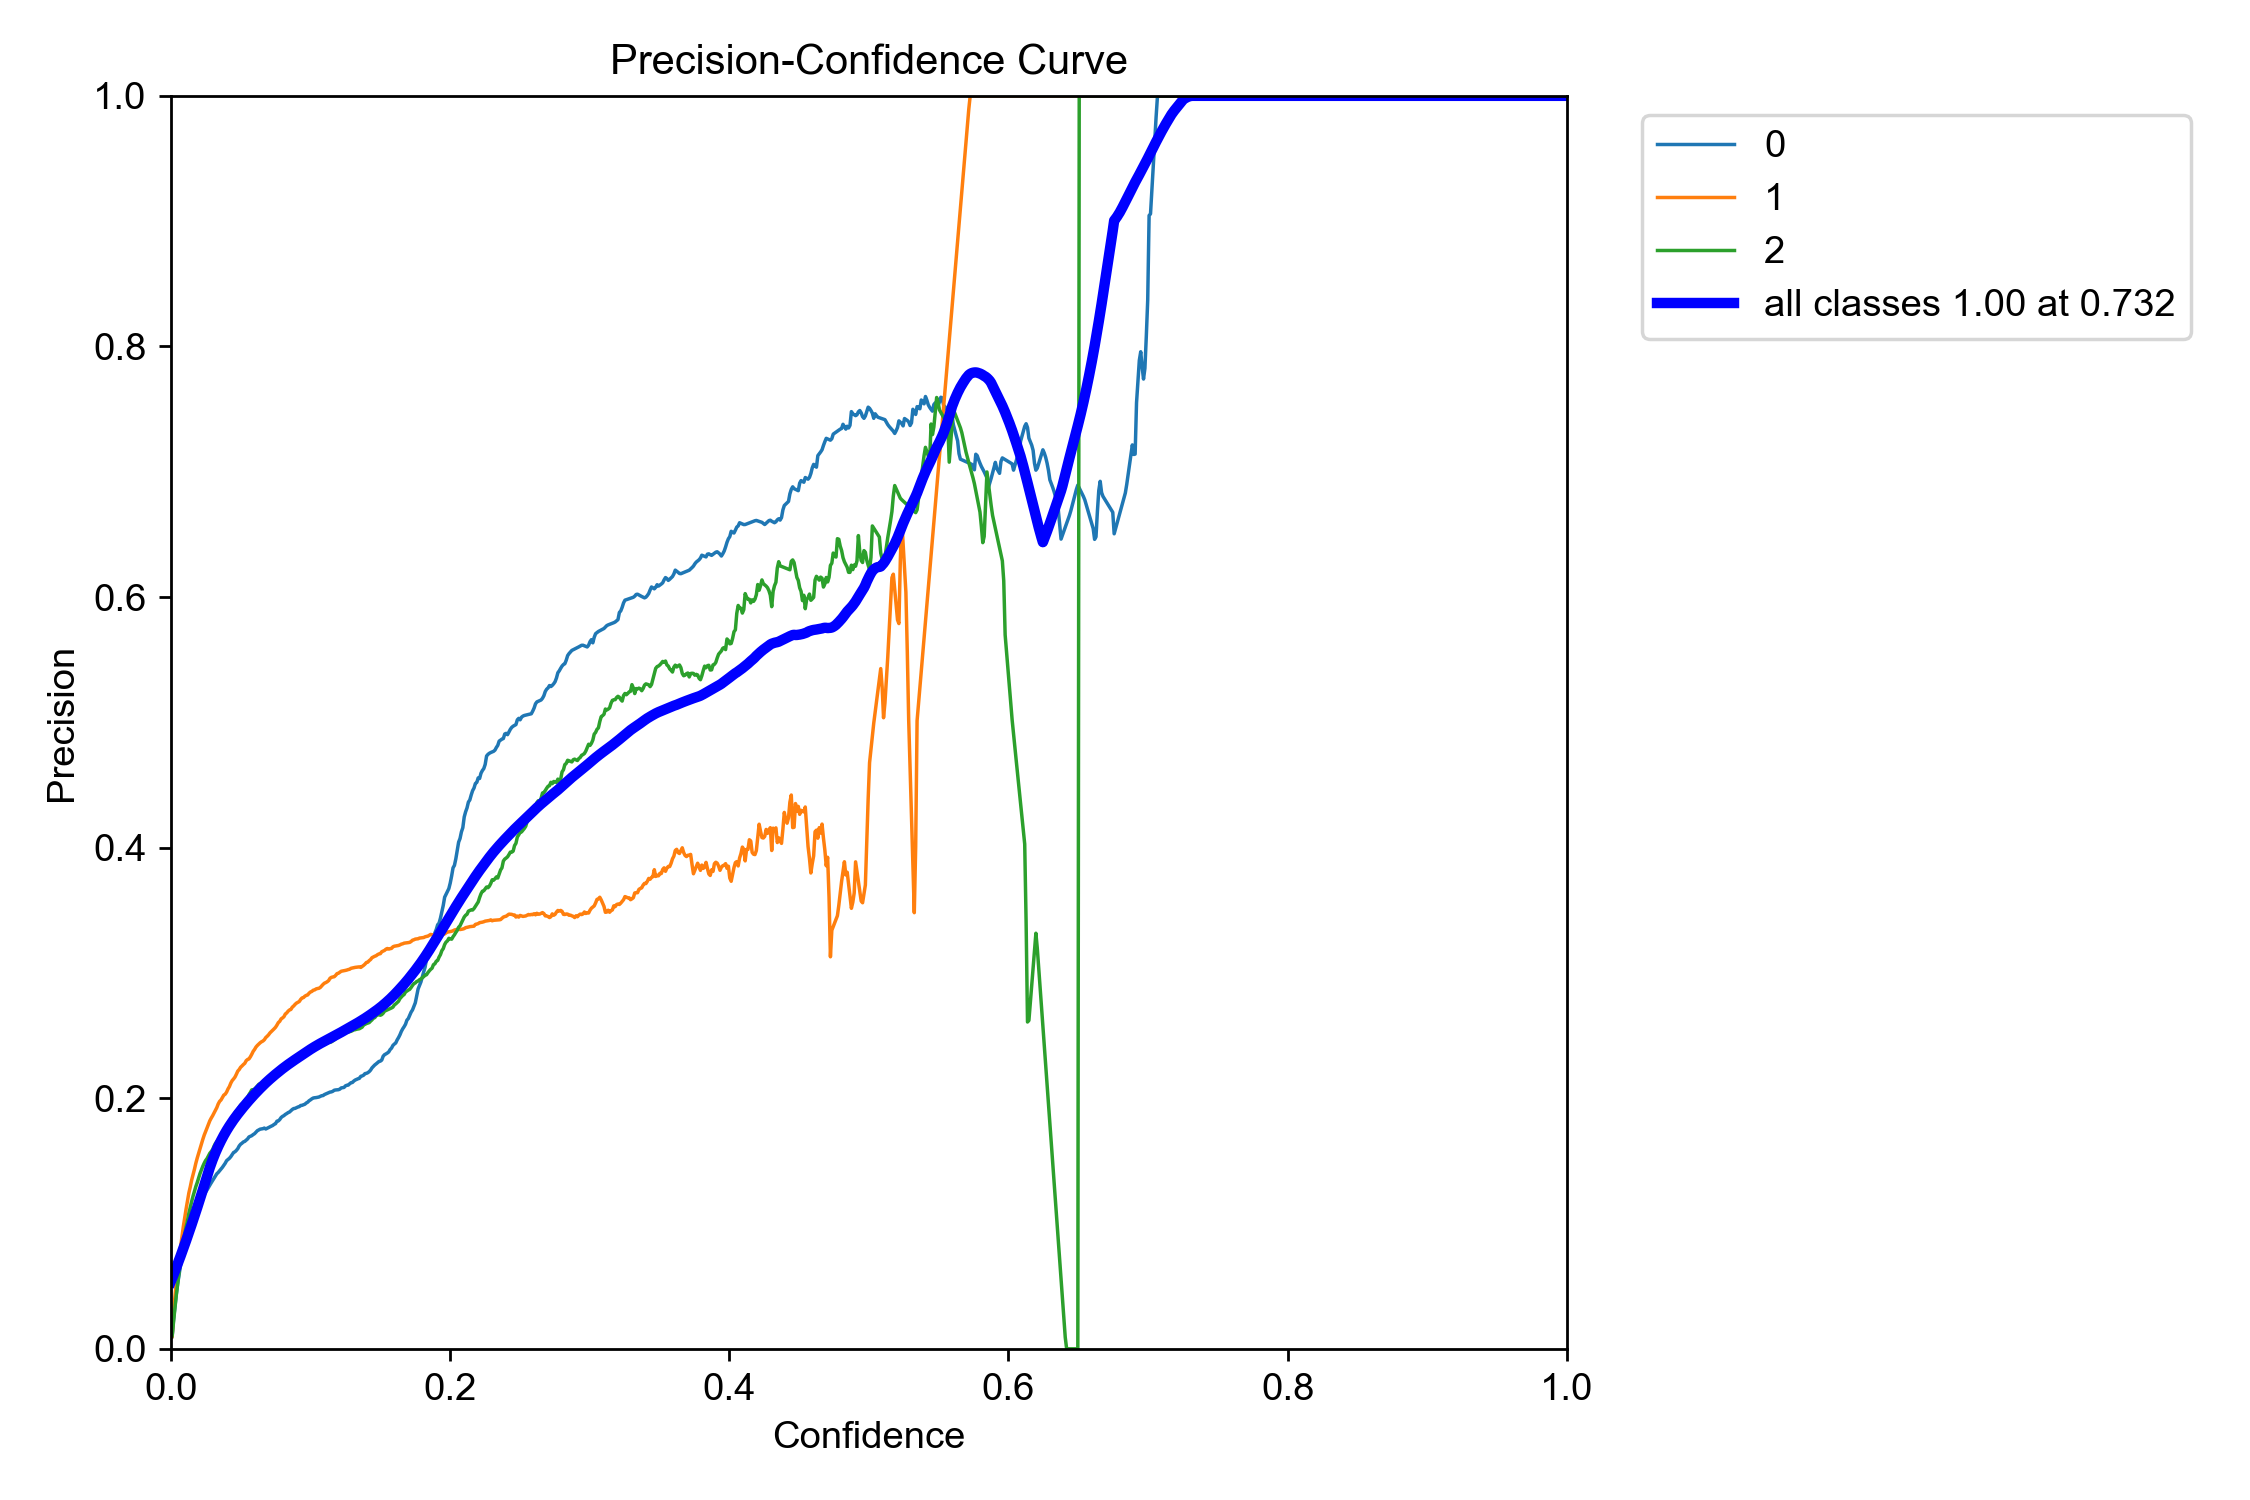 Precision-Confidence Curve
1.0
0.8
0.6
0.4
0.2
0.0
Precision
0.0 0.2 0.4 0.6 0.8 1.0
Confidence
0
1
2
all classes 1.00 at 0.732